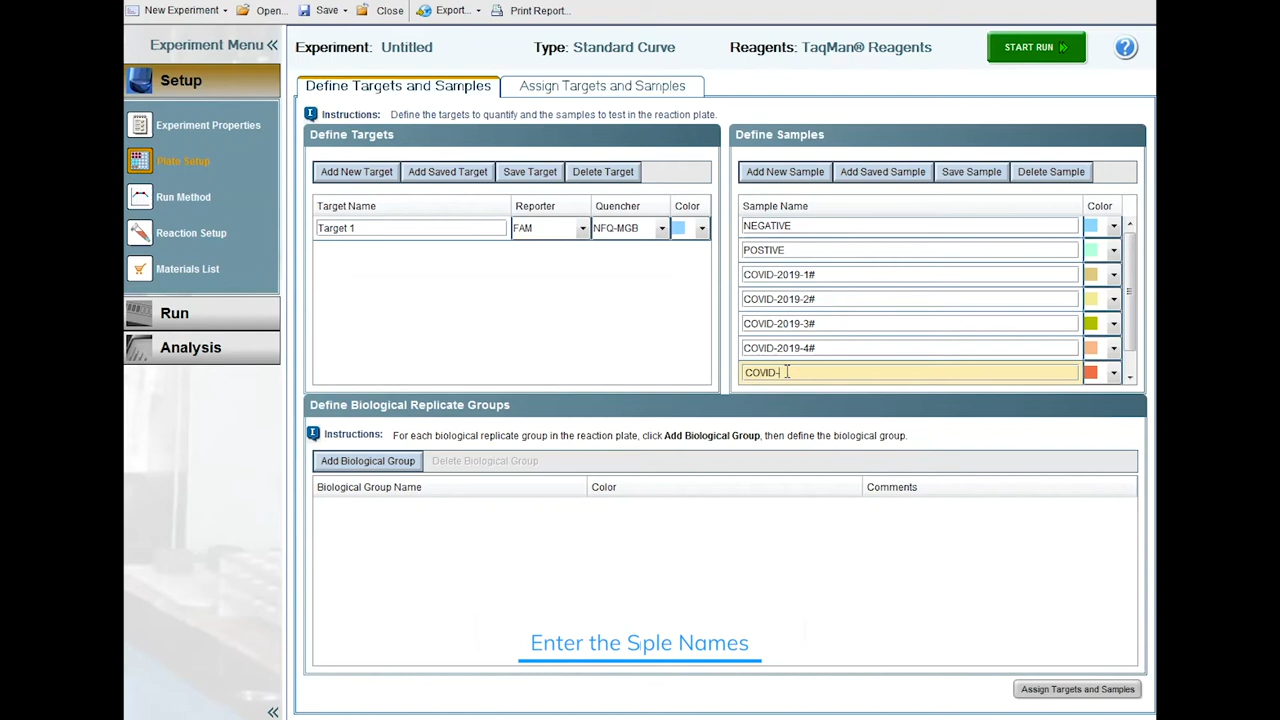 New Experiment Open... Save Close Export... Print Report...
Experiment Menu «
Experiment: Untitled Type: Standard Curve Reagents: TaqMan® Reagents START RUN ?
Setup
Define Targets and Samples Assign Targets and Samples
Experiment Properties
Plate Setup
Run Method
Reaction Setup
Materials List
Run
Analysis
Instructions: Define the targets to quantify and the samples to test in the reaction plate.
Define Targets
Add New Target Add Saved Target Save Target Delete Target
Target Name Reporter Quencher Color
Target 1 FAM NFQ-MGB
Define Samples
Add New Sample Add Saved Sample Save Sample Delete Sample
Sample Name Color
NEGATIVE
POSTIVE
COVID-2019-1#
COVID-2019-2#
COVID-2019-3#
COVID-2019-4#
COVID-
Define Biological Replicate Groups
Instructions: For each biological replicate group in the reaction plate, click Add Biological Group, then define the biological group.
Add Biological Group Delete Biological Group
Biological Group Name Color Comments
Enter the Siple Names
Assign Targets and Samples
«